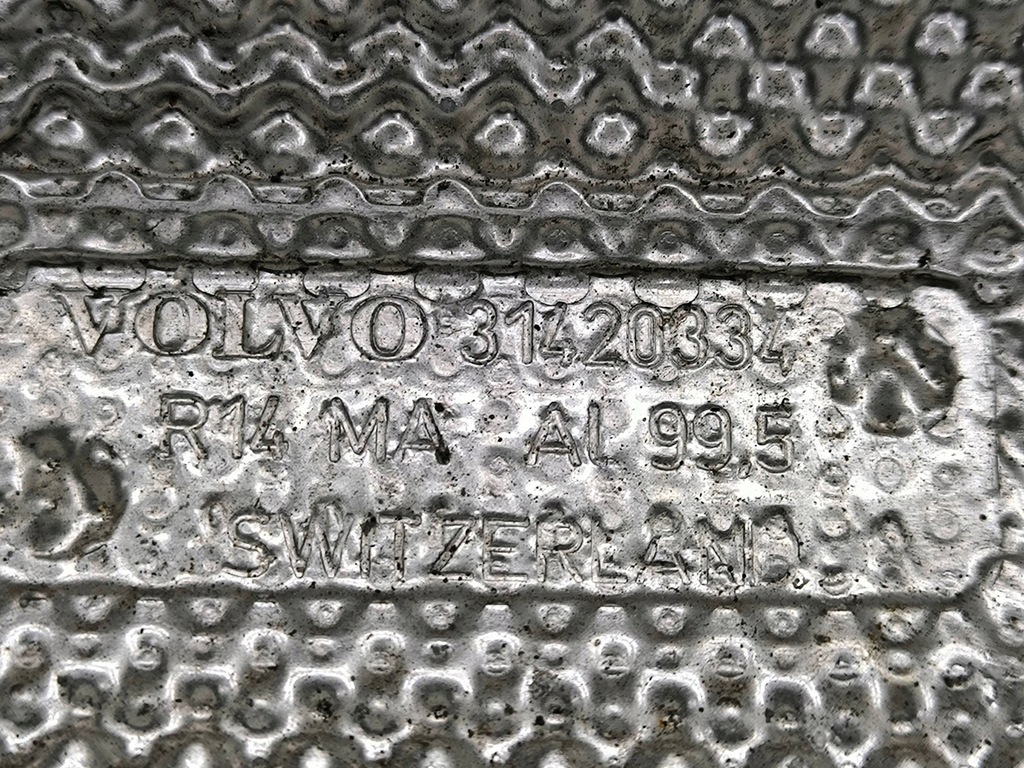 VOLVO 31420334
R14 MA Al 99,5
SWITZERLAND